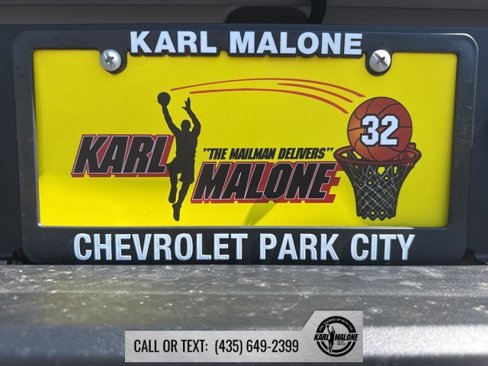 KARL MALONE
32
"THE MAILMAN DELIVERS"
KARL
MALONE
CHEVROLET PARK CITY
CALL OR TEXT: (435) 649-2399
KARL MALONE